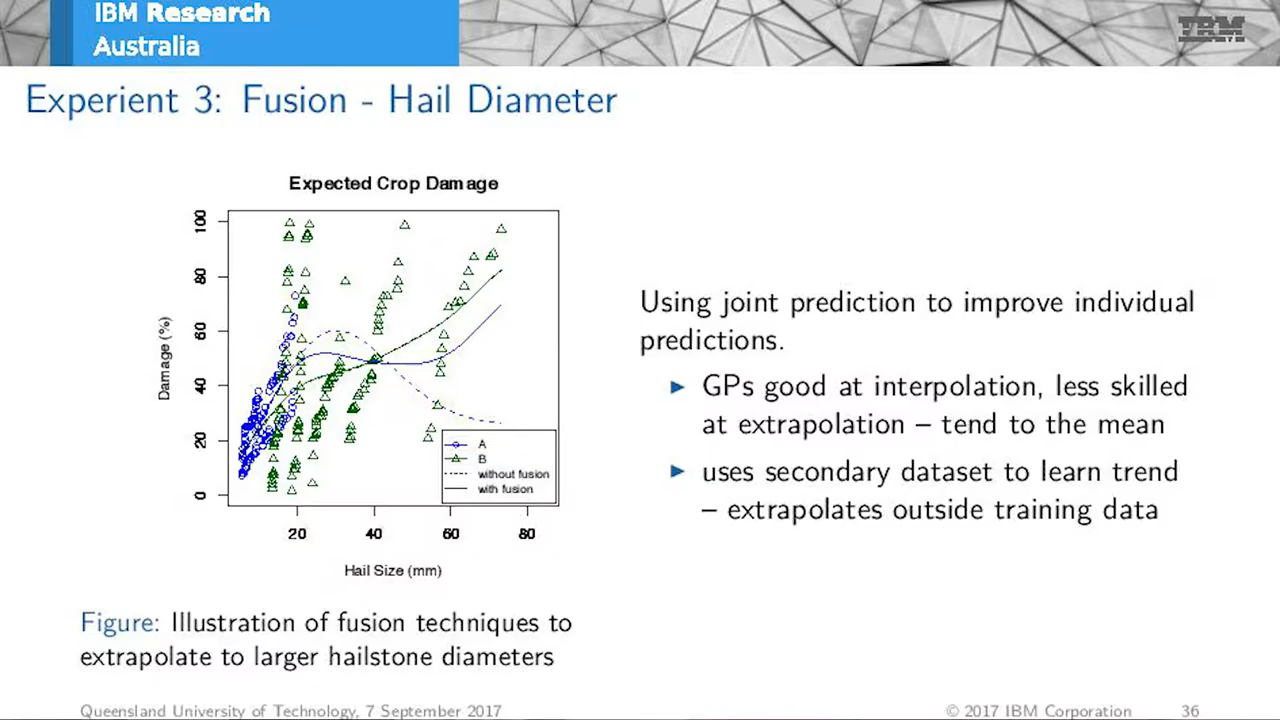 IBM Research
Australia
IBM
Experient 3: Fusion - Hail Diameter
Expected Crop Damage
Damage (%)
100
80
60
40
20
0
A
B
without fusion
with fusion
20 40 60 80
Hail Size (mm)
Figure: Illustration of fusion techniques to
extrapolate to larger hailstone diameters
Using joint prediction to improve individual
predictions.
▶ GPs good at interpolation, less skilled
at extrapolation – tend to the mean
▶ uses secondary dataset to learn trend
– extrapolates outside training data
Queensland University of Technology, 7 September 2017
© 2017 IBM Corporation 36